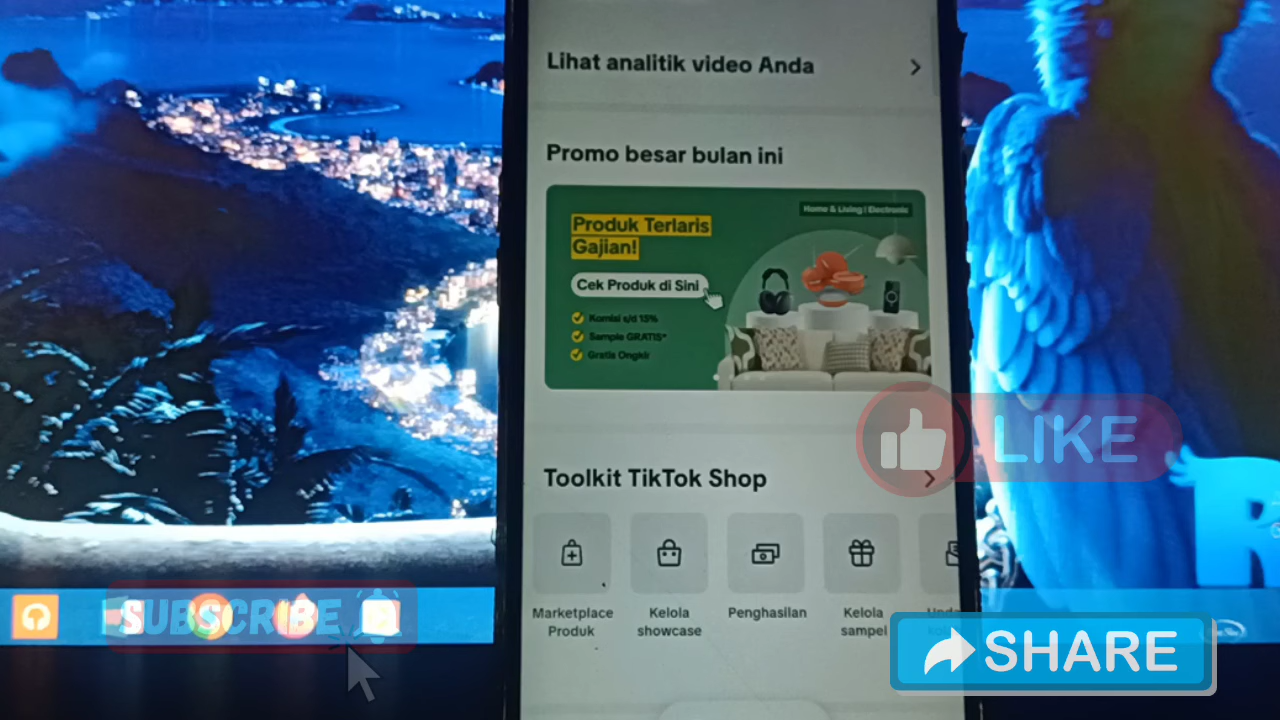 Lihat analitik video Anda
Promo besar bulan ini
Home & Living | Electronic
Produk Terlaris
Gajian!
Cek Produk di Sini
Komisi s/d 15%
Sample GRATIS*
Gratis Ongkir
LIKE
Toolkit TikTok Shop
Marketplace
Produk
Kelola
showcase
Penghasilan
Kelola
sampel
SUBSCRIBE
SHARE
R